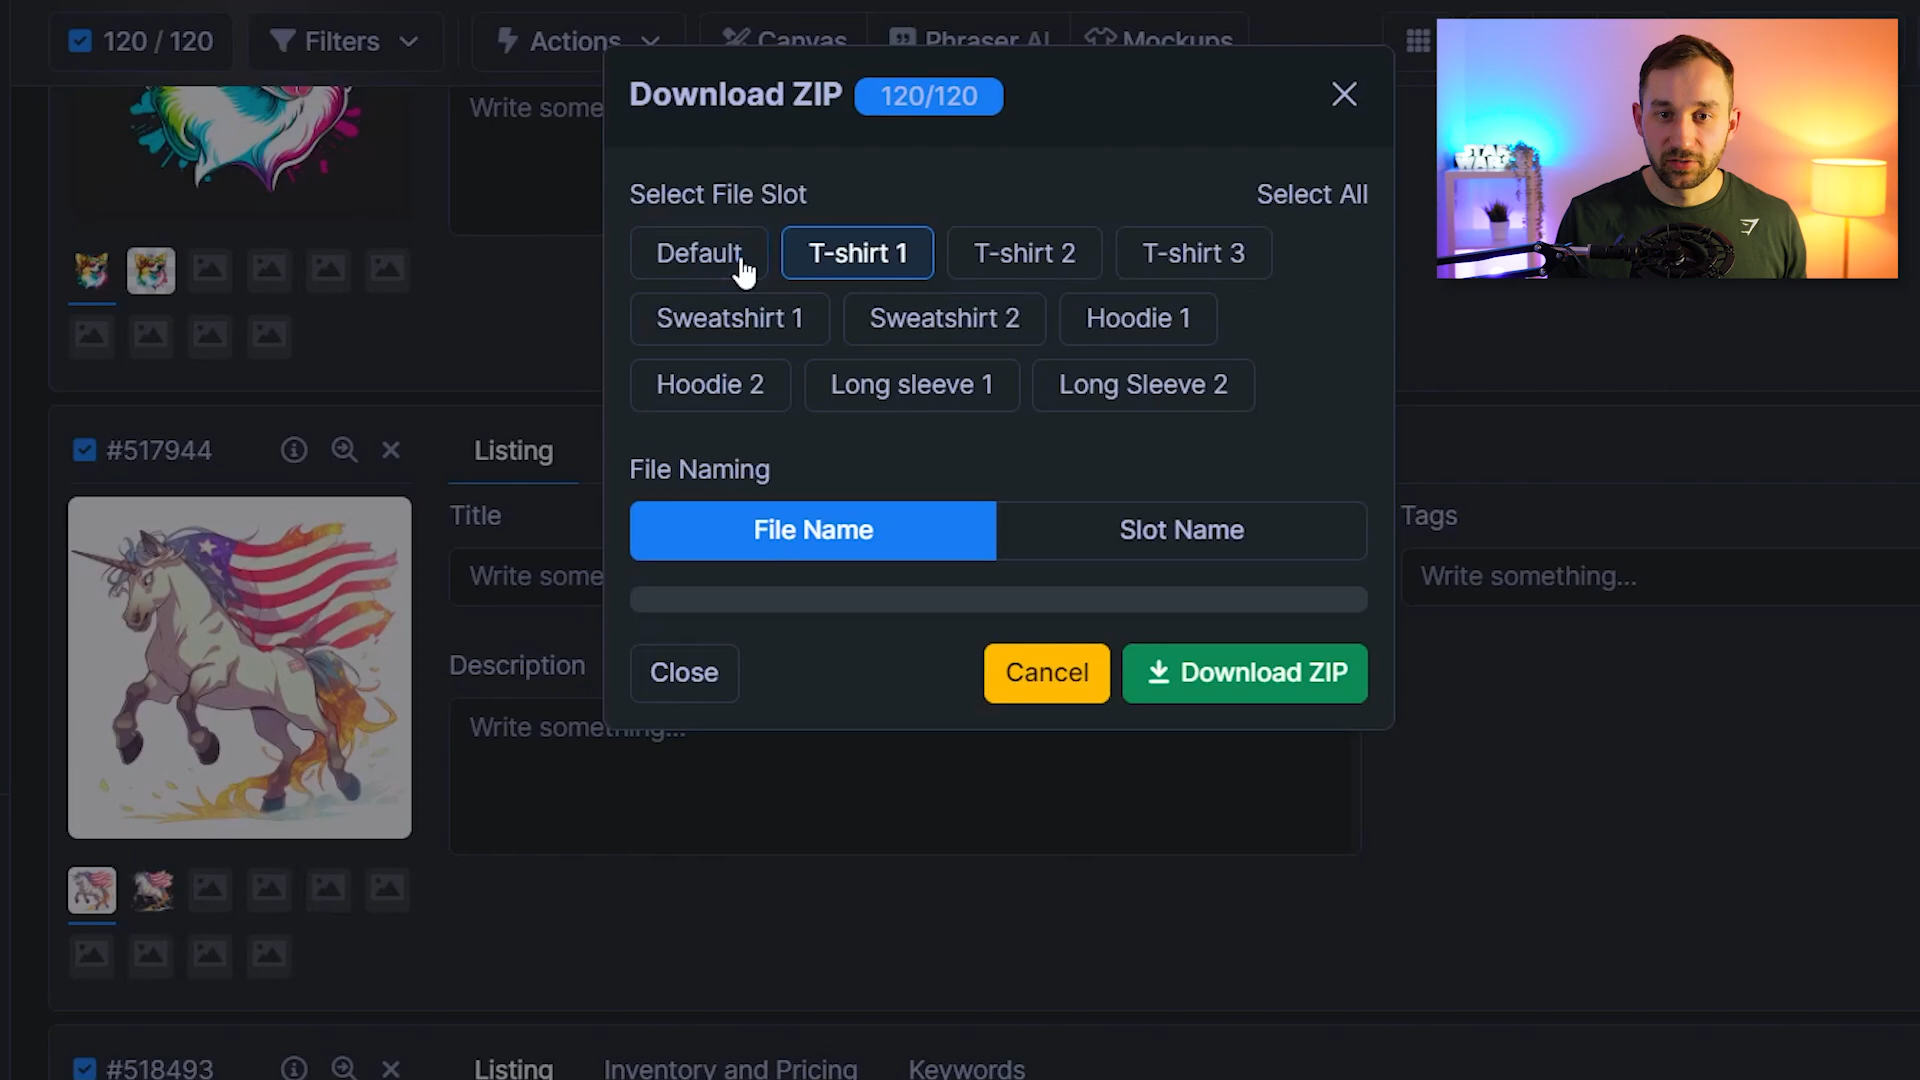 120 / 120
Filters
Actions
Canvas
Phraser AI
Mockups
Download ZIP
120/120
STAR
WARS
Write some
Select File Slot
Select All
Default
T-shirt 1
T-shirt 2
T-shirt 3
Sweatshirt 1
Sweatshirt 2
Hoodie 1
Hoodie 2
Long sleeve 1
Long Sleeve 2
#517944
Listing
File Naming
File Name
Slot Name
Title
Tags
Write some
Write something...
Description
Close
Cancel
Download ZIP
Write something...
#518493
Listing
Inventory and Pricing
Keywords